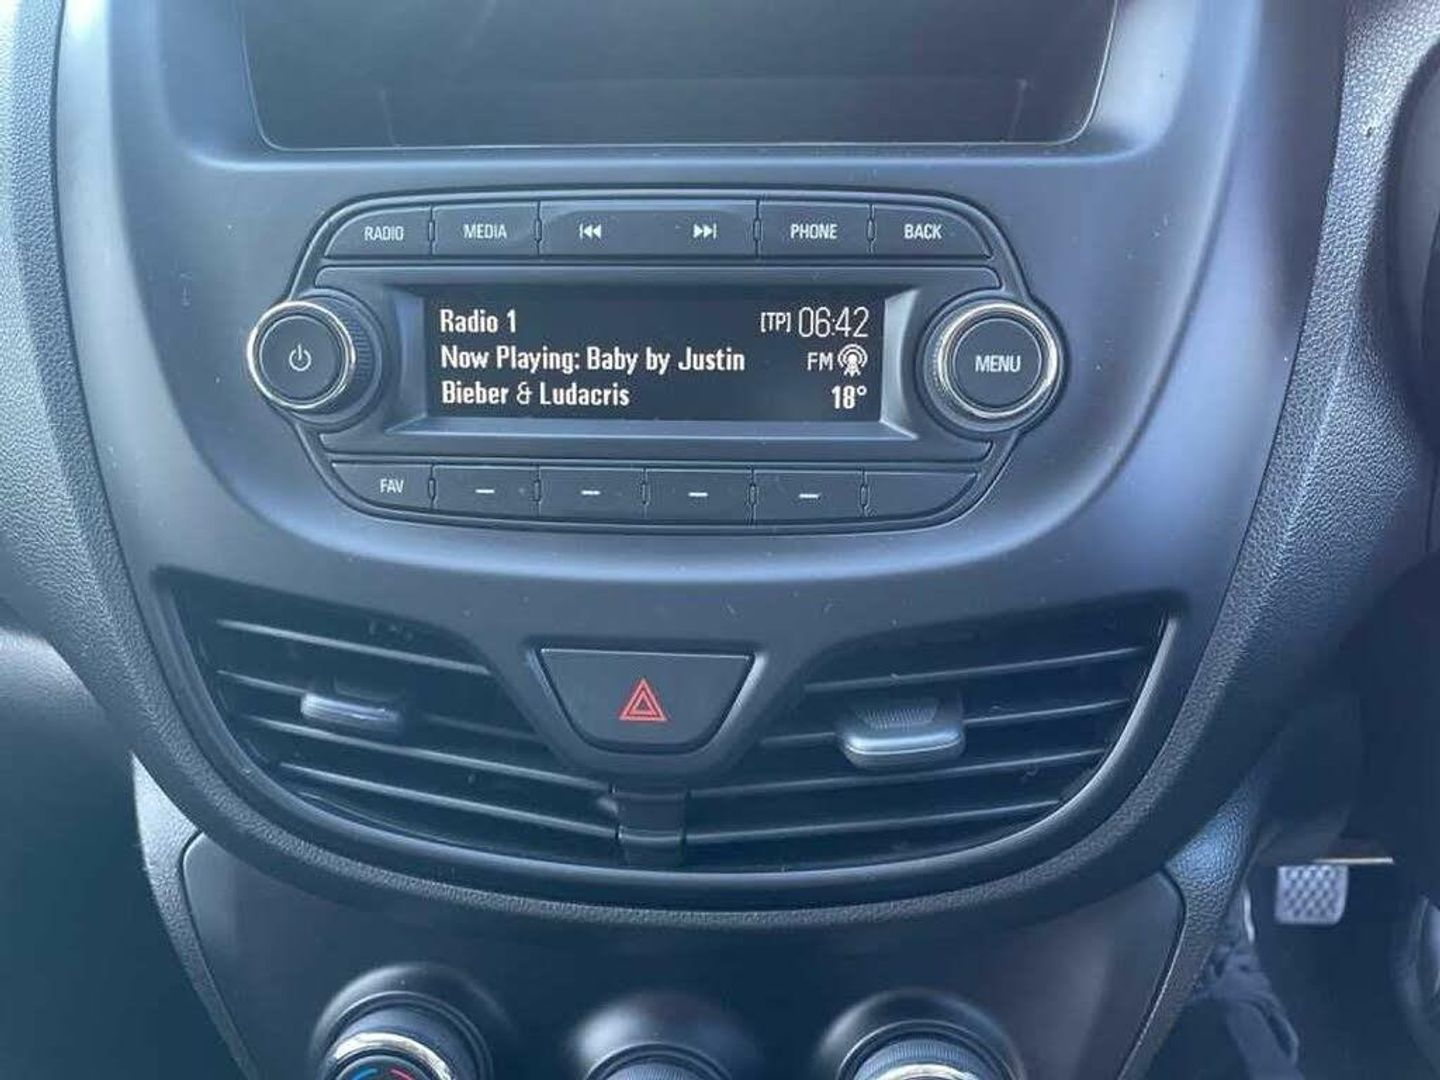 RADIO MEDIA PHONE BACK
Radio 1 [TP] 06:42
Now Playing: Baby by Justin FM
Bieber & Ludacris 18°
MENU
FAV